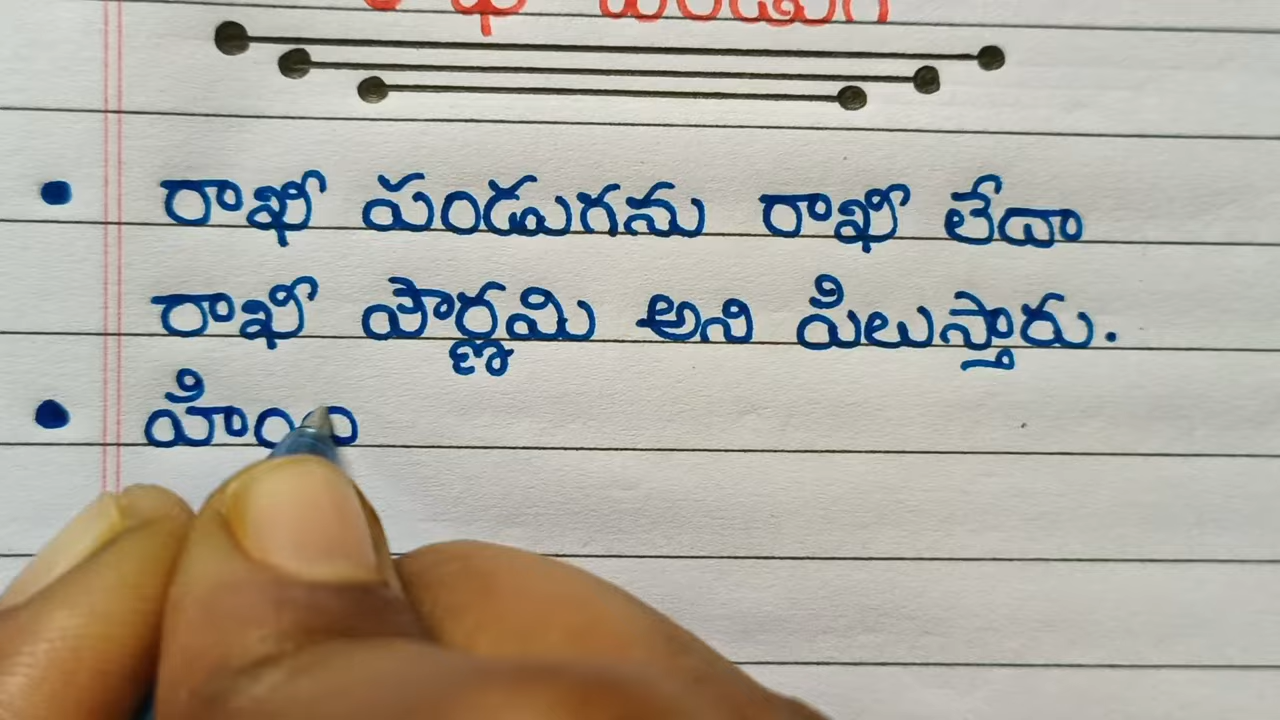 రాఖీ పండుగ
రాఖీ పండుగను రాఖీ లేదా
రాఖీ పౌర్ణమి అని పిలుస్తారు.